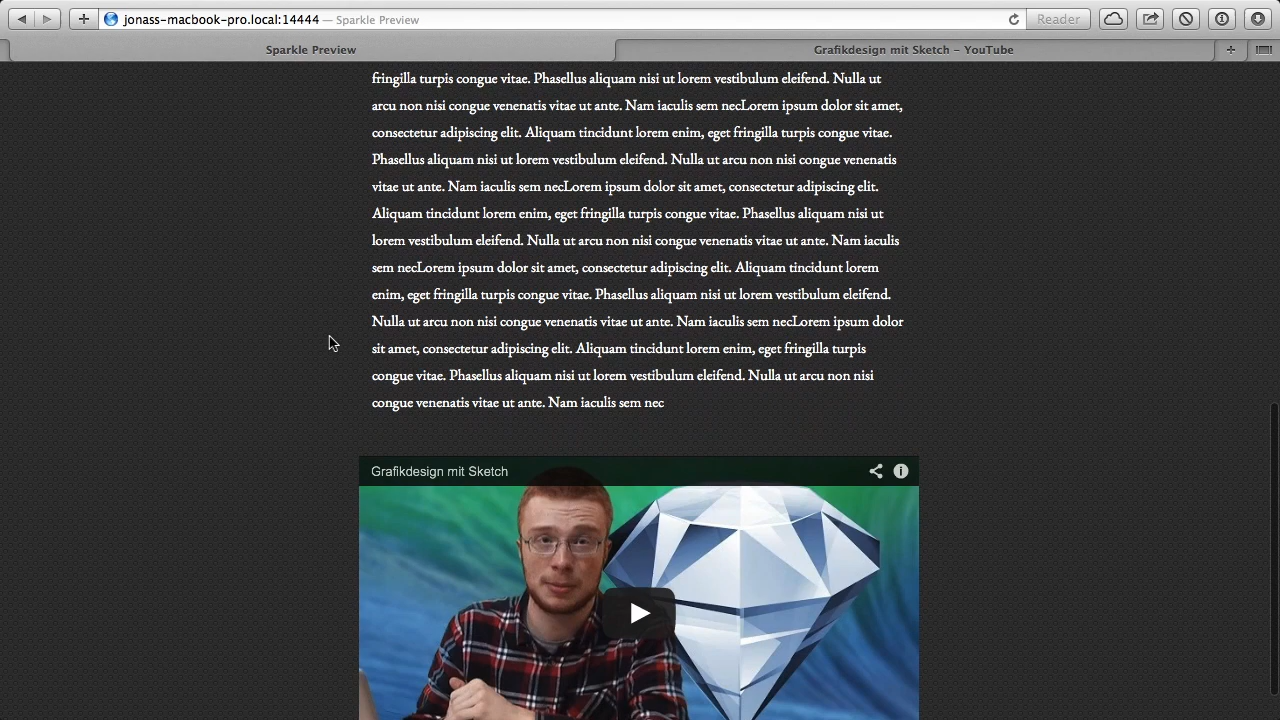 jonass-macbook-pro.local:14444 — Sparkle Preview
Reader
Sparkle Preview
Grafikdesign mit Sketch – YouTube
fringilla turpis congue vitae. Phasellus aliquam nisi ut lorem vestibulum eleifend. Nulla ut
arcu non nisi congue venenatis vitae ut ante. Nam iaculis sem necLorem ipsum dolor sit amet,
consectetur adipiscing elit. Aliquam tincidunt lorem enim, eget fringilla turpis congue vitae.
Phasellus aliquam nisi ut lorem vestibulum eleifend. Nulla ut arcu non nisi congue venenatis
vitae ut ante. Nam iaculis sem necLorem ipsum dolor sit amet, consectetur adipiscing elit.
Aliquam tincidunt lorem enim, eget fringilla turpis congue vitae. Phasellus aliquam nisi ut
lorem vestibulum eleifend. Nulla ut arcu non nisi congue venenatis vitae ut ante. Nam iaculis
sem necLorem ipsum dolor sit amet, consectetur adipiscing elit. Aliquam tincidunt lorem
enim, eget fringilla turpis congue vitae. Phasellus aliquam nisi ut lorem vestibulum eleifend.
Nulla ut arcu non nisi congue venenatis vitae ut ante. Nam iaculis sem necLorem ipsum dolor
sit amet, consectetur adipiscing elit. Aliquam tincidunt lorem enim, eget fringilla turpis
congue vitae. Phasellus aliquam nisi ut lorem vestibulum eleifend. Nulla ut arcu non nisi
congue venenatis vitae ut ante. Nam iaculis sem nec
Grafikdesign mit Sketch